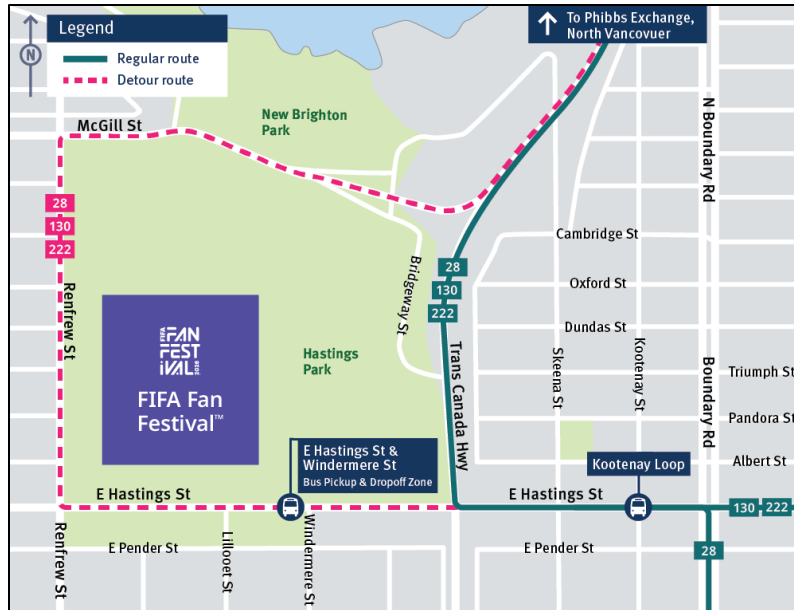 Legend
N
Regular route
Detour route
To Phibbs Exchange,
North Vancovuer
McGill St
New Brighton
Park
N Boundary Rd
28
130
222
Cambridge St
Bridgeway St
28
130
222
Oxford St
Renfrew St
FIFA
FAN
FEST
iVAL
2026
FIFA Fan
Festival™
Hastings
Park
Trans Canada Hwy
Dundas St
Skeena St
Kootenay St
Boundary Rd
Triumph St
Pandora St
Albert St
E Hastings St &
Windermere St
Bus Pickup & Dropoff Zone
Kootenay Loop
E Hastings St
E Hastings St
130
222
Renfrew St
E Pender St
Lillooet St
Windermere St
E Pender St
28